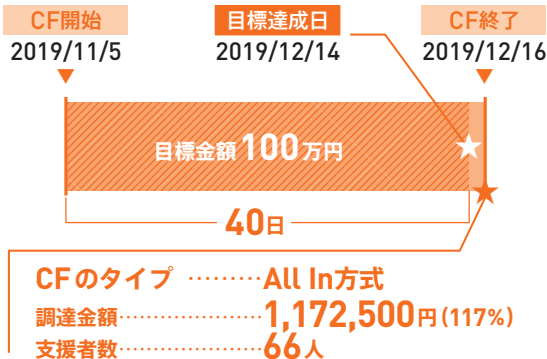 CF開始
目標達成日
CF終了
2019/11/5
2019/12/14
2019/12/16
目標金額100万円
40日
CFのタイプ ………All In方式
調達金額………………1,172,500円(117%)
支援者数………………66人